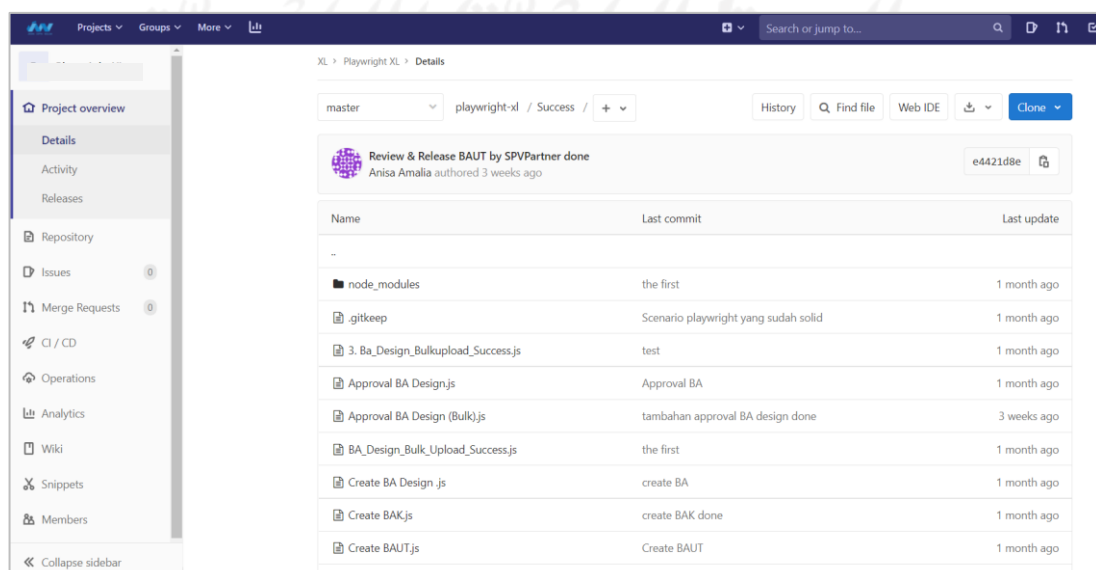 Projects Groups More Search or jump to...
XL > Playwright XL > Details
Project overview
Details
Activity
Releases
Repository
Issues 0
Merge Requests 0
CI / CD
Operations
Analytics
Wiki
Snippets
Members
Collapse sidebar
master playwright-xl / Success / + History Find file Web IDE Clone
Review & Release BAUT by SPVPartner done
Anisa Amalia authored 3 weeks ago
e4421d8e
Name Last commit Last update
..
node_modules the first 1 month ago
.gitkeep Scenario playwright yang sudah solid 1 month ago
3. Ba_Design_Bulkupload_Success.js test 1 month ago
Approval BA Design.js Approval BA 1 month ago
Approval BA Design (Bulk).js tambahan approval BA design done 3 weeks ago
BA_Design_Bulk_Upload_Success.js the first 1 month ago
Create BA Design .js create BA 1 month ago
Create BAK.js create BAK done 1 month ago
Create BAUT.js Create BAUT 1 month ago